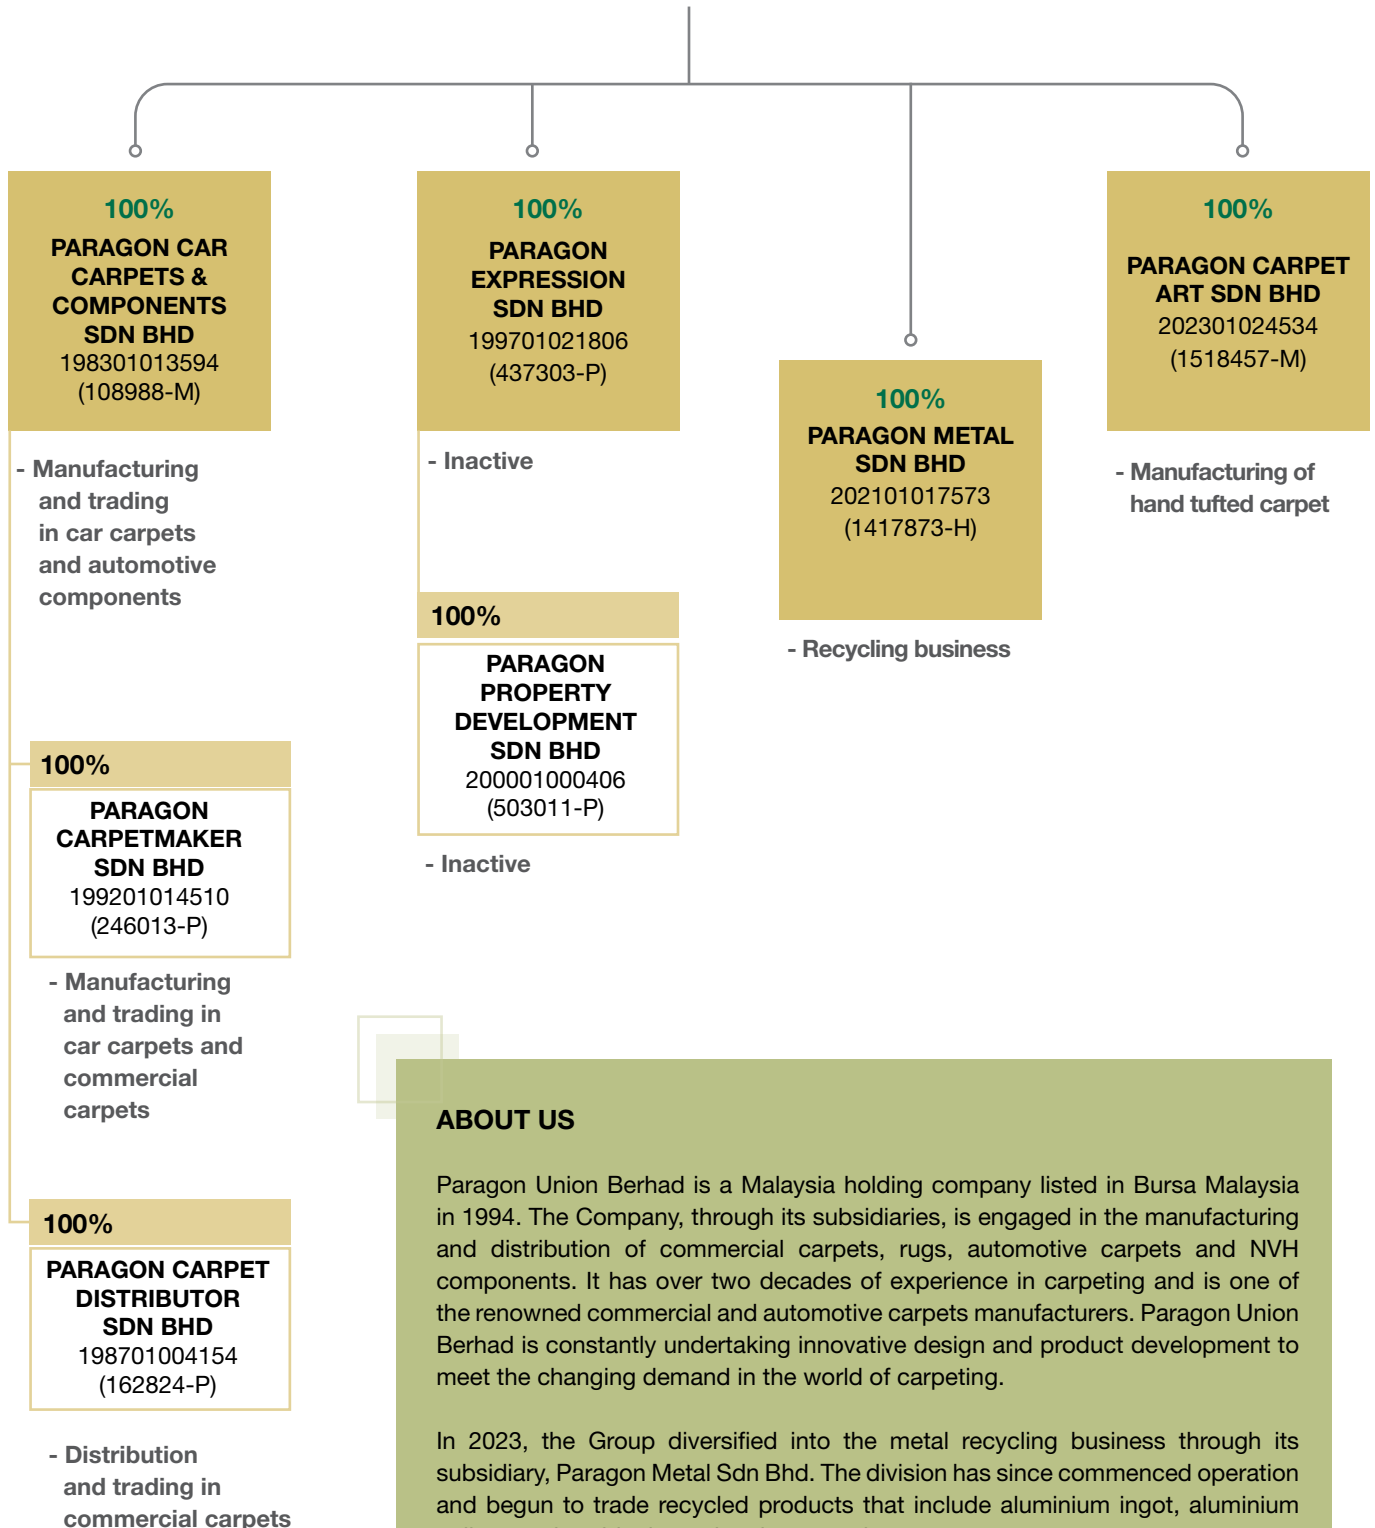 100%
PARAGON CAR
CARPETS &
COMPONENTS
SDN BHD
198301013594
(108988-M)
- Manufacturing
and trading
in car carpets
and automotive
components
100%
PARAGON
CARPETMAKER
SDN BHD
199201014510
(246013-P)
- Manufacturing
and trading in
car carpets and
commercial
carpets
100%
PARAGON CARPET
DISTRIBUTOR
SDN BHD
198701004154
(162824-P)
- Distribution
and trading in
commercial carpets
100%
PARAGON
EXPRESSION
SDN BHD
199701021806
(437303-P)
- Inactive
100%
PARAGON
PROPERTY
DEVELOPMENT
SDN BHD
200001000406
(503011-P)
- Inactive
100%
PARAGON METAL
SDN BHD
202101017573
(1417873-H)
- Recycling business
100%
PARAGON CARPET
ART SDN BHD
202301024534
(1518457-M)
- Manufacturing of
hand tufted carpet
ABOUT US
Paragon Union Berhad is a Malaysia holding company listed in Bursa Malaysia
in 1994. The Company, through its subsidiaries, is engaged in the manufacturing
and distribution of commercial carpets, rugs, automotive carpets and NVH
components. It has over two decades of experience in carpeting and is one of
the renowned commercial and automotive carpets manufacturers. Paragon Union
Berhad is constantly undertaking innovative design and product development to
meet the changing demand in the world of carpeting.
In 2023, the Group diversified into the metal recycling business through its
subsidiary, Paragon Metal Sdn Bhd. The division has since commenced operation
and begun to trade recycled products that include aluminium ingot, aluminium